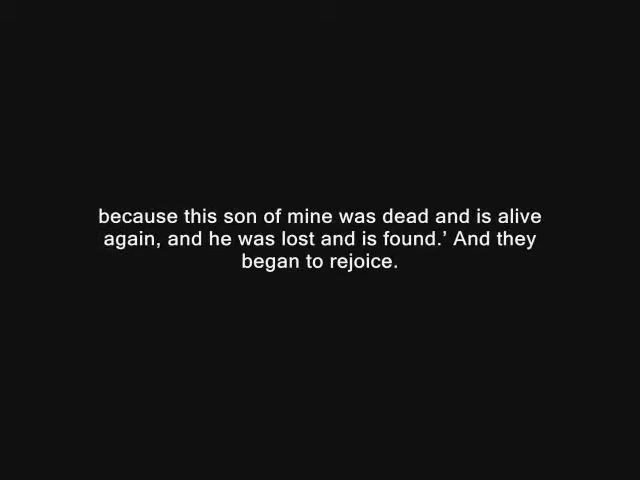 because this son of mine was dead and is alive
again, and he was lost and is found.’ And they
began to rejoice.